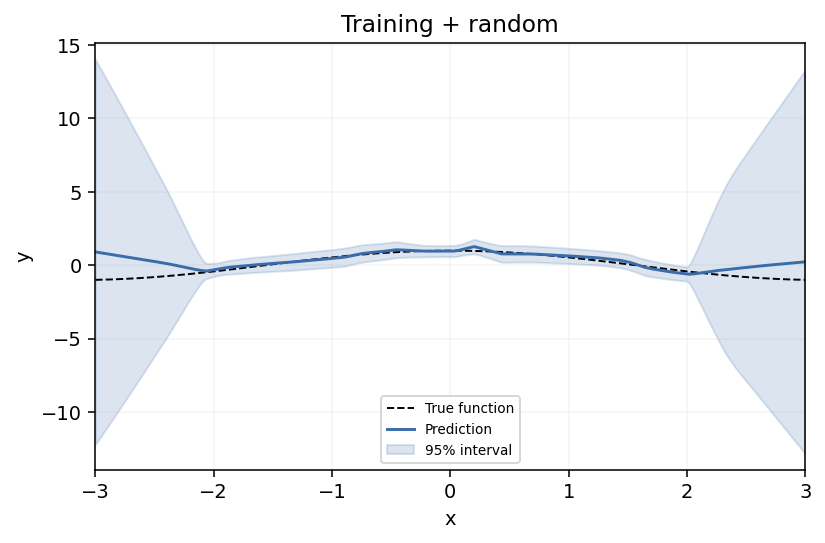 Training + random
15
10
5
0
−5
−10
y
−3 −2 −1 0 1 2 3
x
True function
Prediction
95% interval